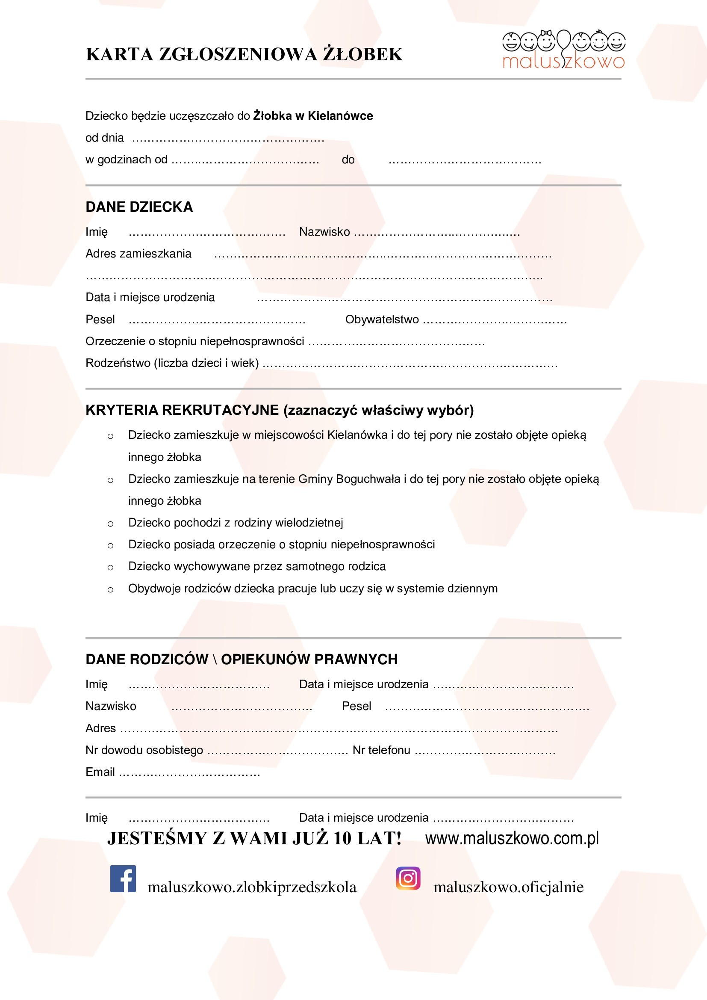 KARTA ZGŁOSZENIOWA ŻŁOBEK
maluszkowo
Dziecko będzie uczęszczało do Żłobka w Kielanówce
od dnia ………………………………………….
w godzinach od ……..………………………… do …………………………………
DANE DZIECKA
Imię …………………………………. Nazwisko ……………………..…………..…
Adres zamieszkania ……………………………………..……………………………………
……………………………………………………………………………………………………..
Data i miejsce urodzenia …………………………………………………………………
Pesel ……………………………………… Obywatelstwo ………………….……………
Orzeczenie o stopniu niepełnosprawności ………………………………………
Rodzeństwo (liczba dzieci i wiek) …………………………………………………………………
KRYTERIA REKRUTACYJNE (zaznaczyć właściwy wybór)
o Dziecko zamieszkuje w miejscowości Kielanówka i do tej pory nie zostało objęte opieką
innego żłobka
o Dziecko zamieszkuje na terenie Gminy Boguchwała i do tej pory nie zostało objęte opieką
innego żłobka
o Dziecko pochodzi z rodziny wielodzietnej
o Dziecko posiada orzeczenie o stopniu niepełnosprawności
o Dziecko wychowywane przez samotnego rodzica
o Obydwoje rodziców dziecka pracuje lub uczy się w systemie dziennym
DANE RODZICÓW \ OPIEKUNÓW PRAWNYCH
Imię ……………………………… Data i miejsce urodzenia ………………………………
Nazwisko ……………………………… Pesel …………………………………………….
Adres …………………………………………………………………………………………………
Nr dowodu osobistego ……………………………… Nr telefonu ………………………………
Email ………………………………
Imię ……………………………… Data i miejsce urodzenia ………………………………
JESTEŚMY Z WAMI JUŻ 10 LAT! www.maluszkowo.com.pl
maluszkowo.zlobkiprzedszkola maluszkowo.oficjalnie